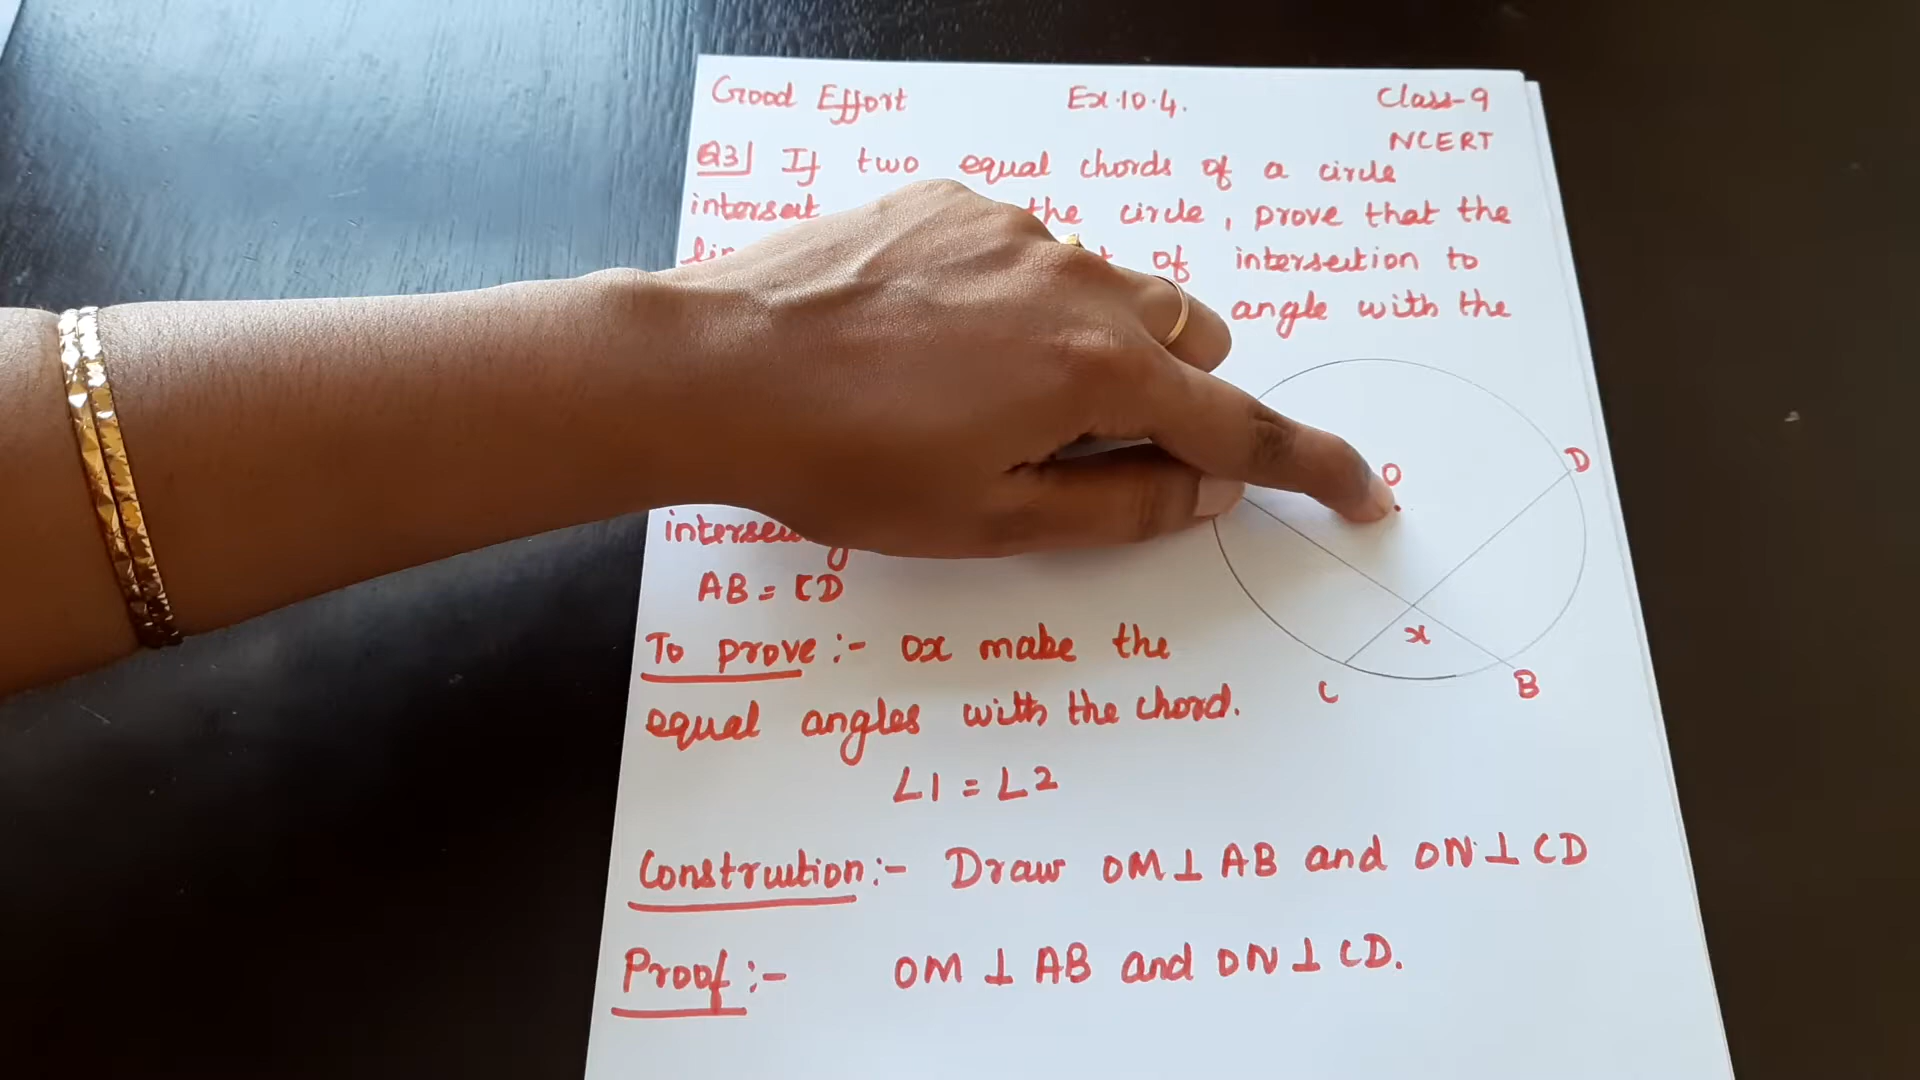 Good Effort Ex.10.4. Class-9
NCERT
Q3] If two equal chords of a circle
intersect the circle, prove that the
of intersection to
angle with the
O
D
AB = CD
x
To prove :- ox make the
C
B
equal angles with the chord.
∠1 = ∠2
Construction:- Draw OM⊥AB and ON⊥CD
Proof:- OM ⊥ AB and ON⊥CD.